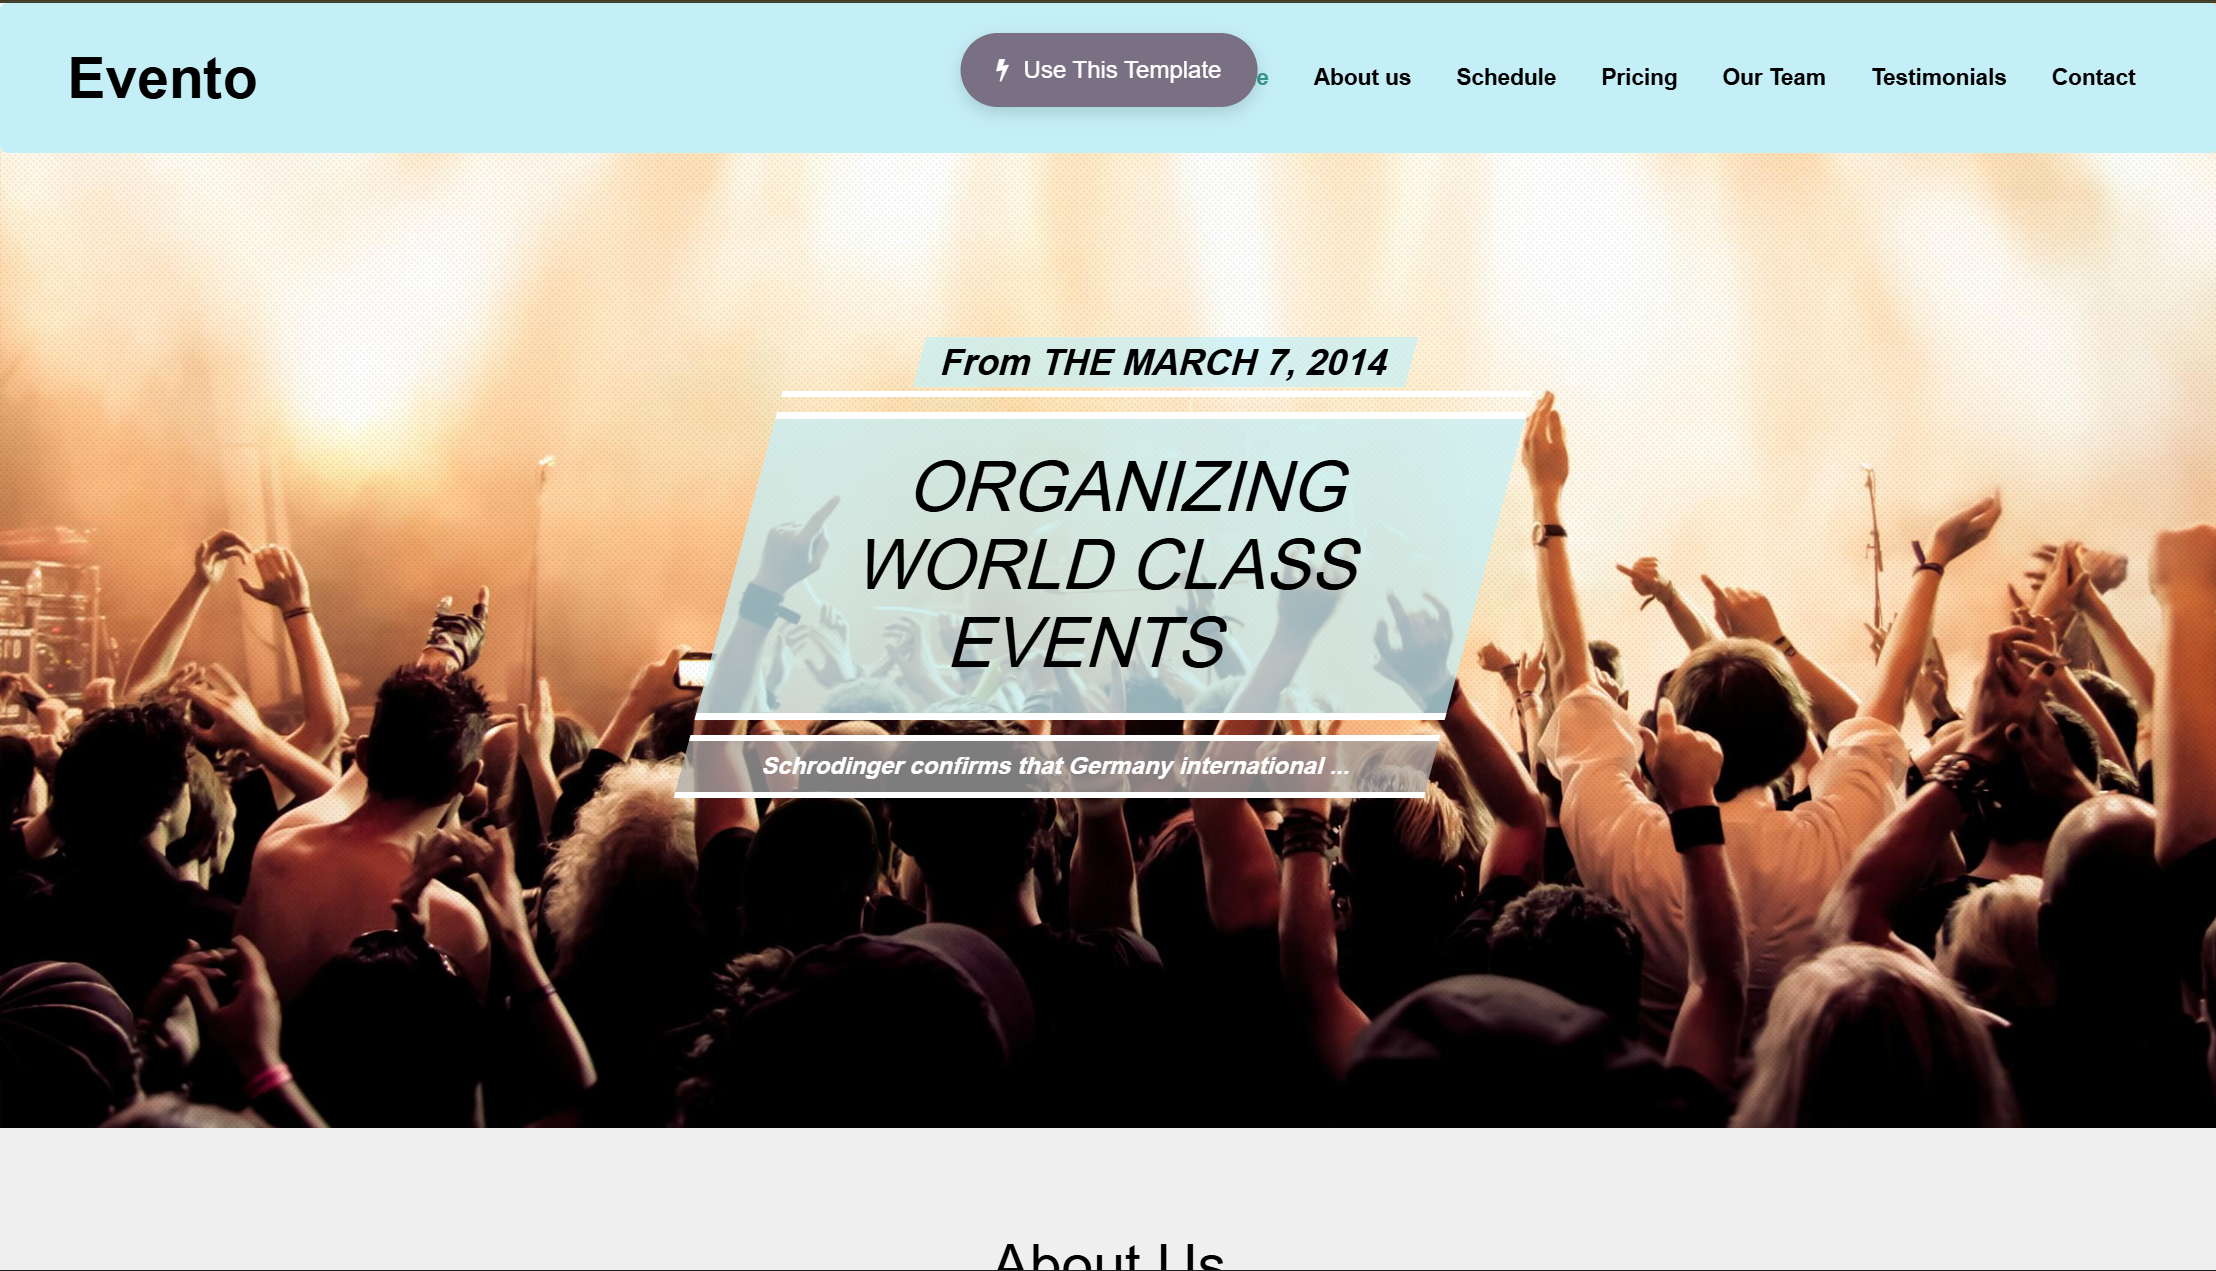 Evento
Use This Template
About us
Schedule
Pricing
Our Team
Testimonials
Contact
From THE MARCH 7, 2014
ORGANIZING
WORLD CLASS
EVENTS
Schrodinger confirms that Germany international ...
About Us